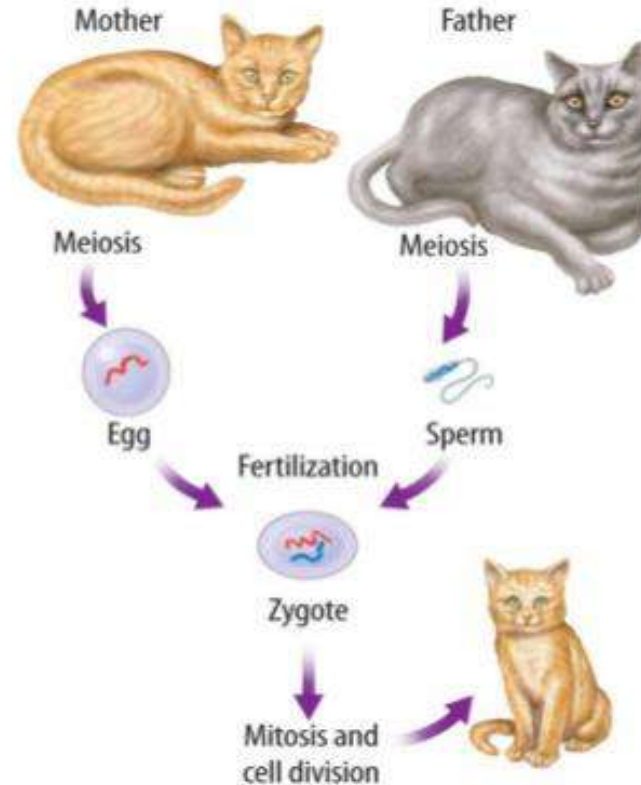 Mother
Father
Meiosis
Meiosis
Egg
Sperm
Fertilization
Zygote
Mitosis and
cell division